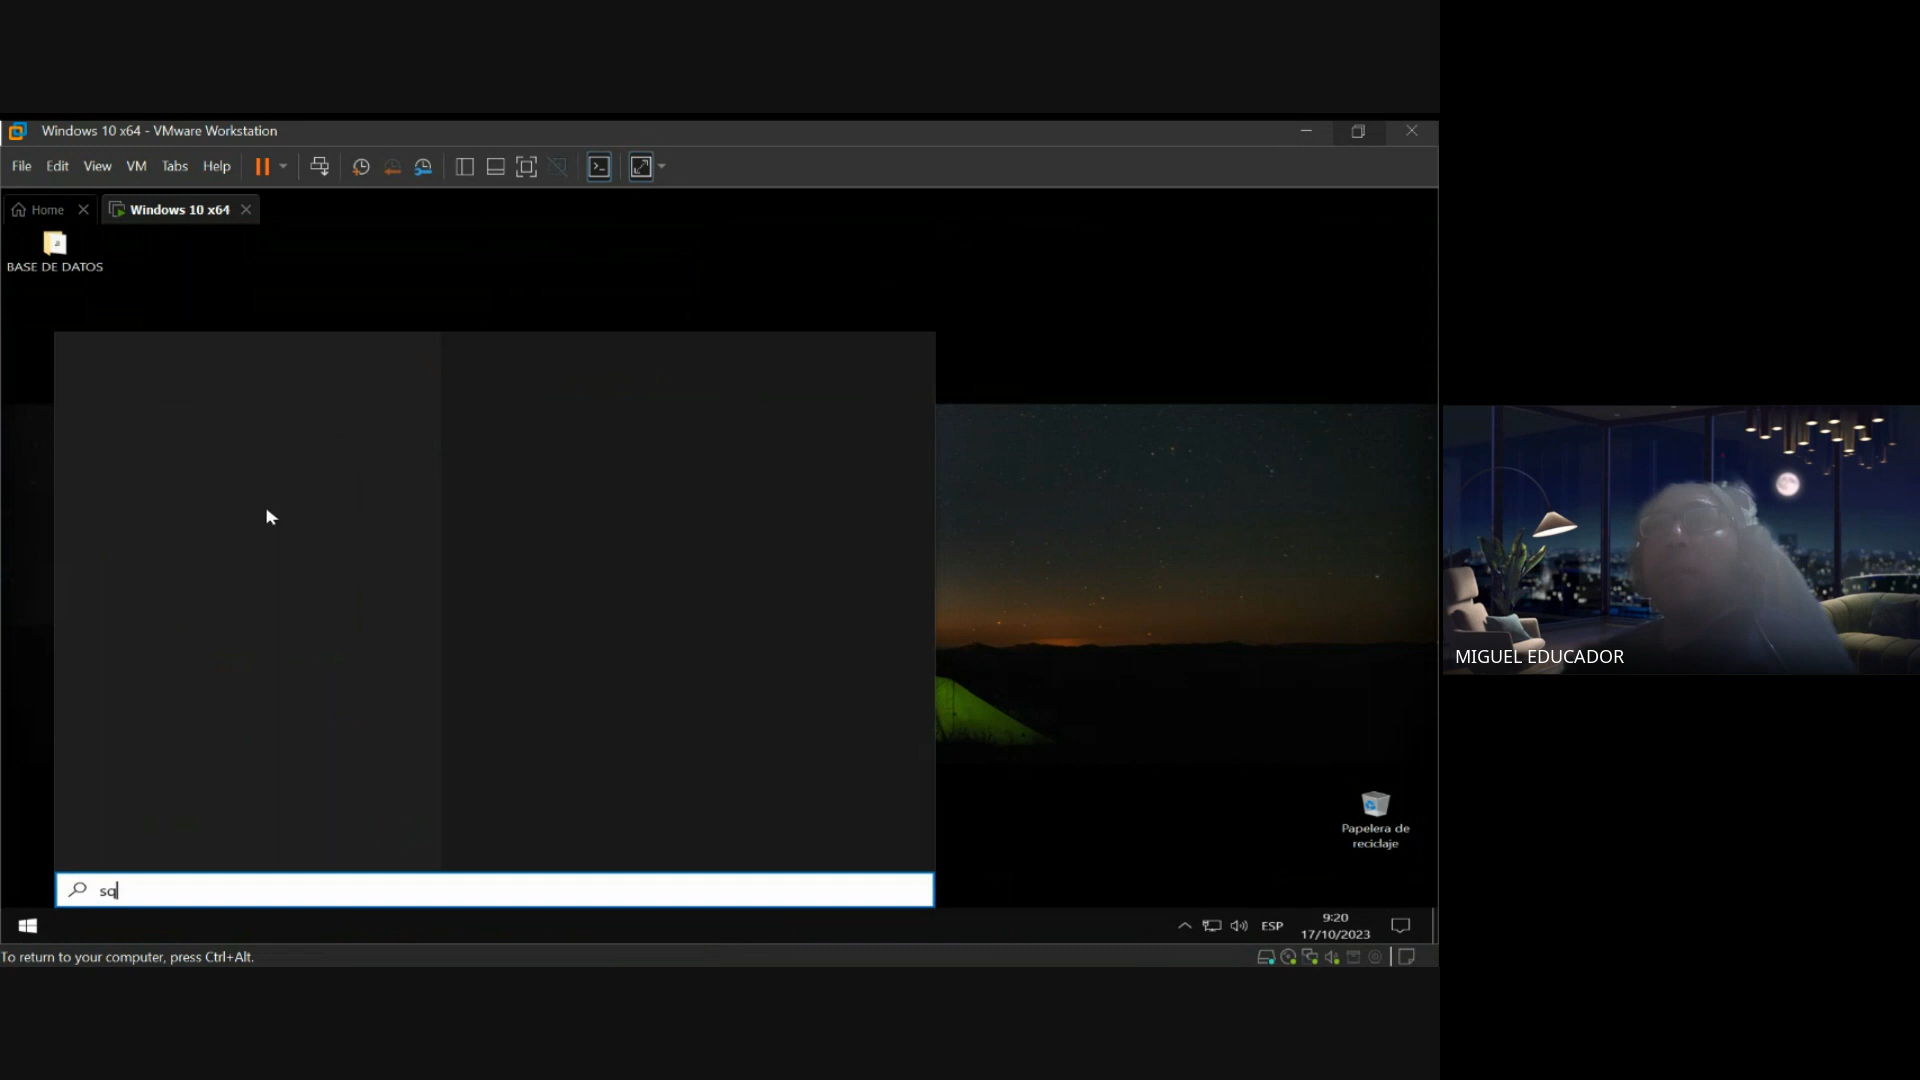 Windows 10 x64 - VMware Workstation
File Edit View VM Tabs Help
Home Windows 10 x64
BASE DE DATOS
MIGUEL EDUCADOR
Papelera de
reciclaje
sq
ESP
9:20
17/10/2023
To return to your computer, press Ctrl+Alt.